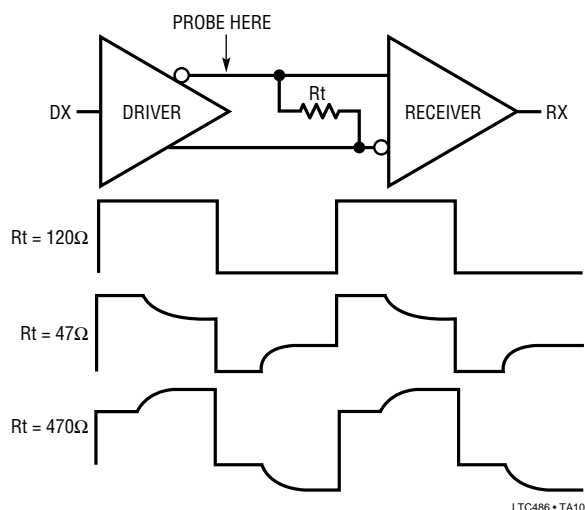 PROBE HERE
DX
DRIVER
Rt
RECEIVER
RX
Rt = 120Ω
Rt = 47Ω
Rt = 470Ω
LTC486 • TA10